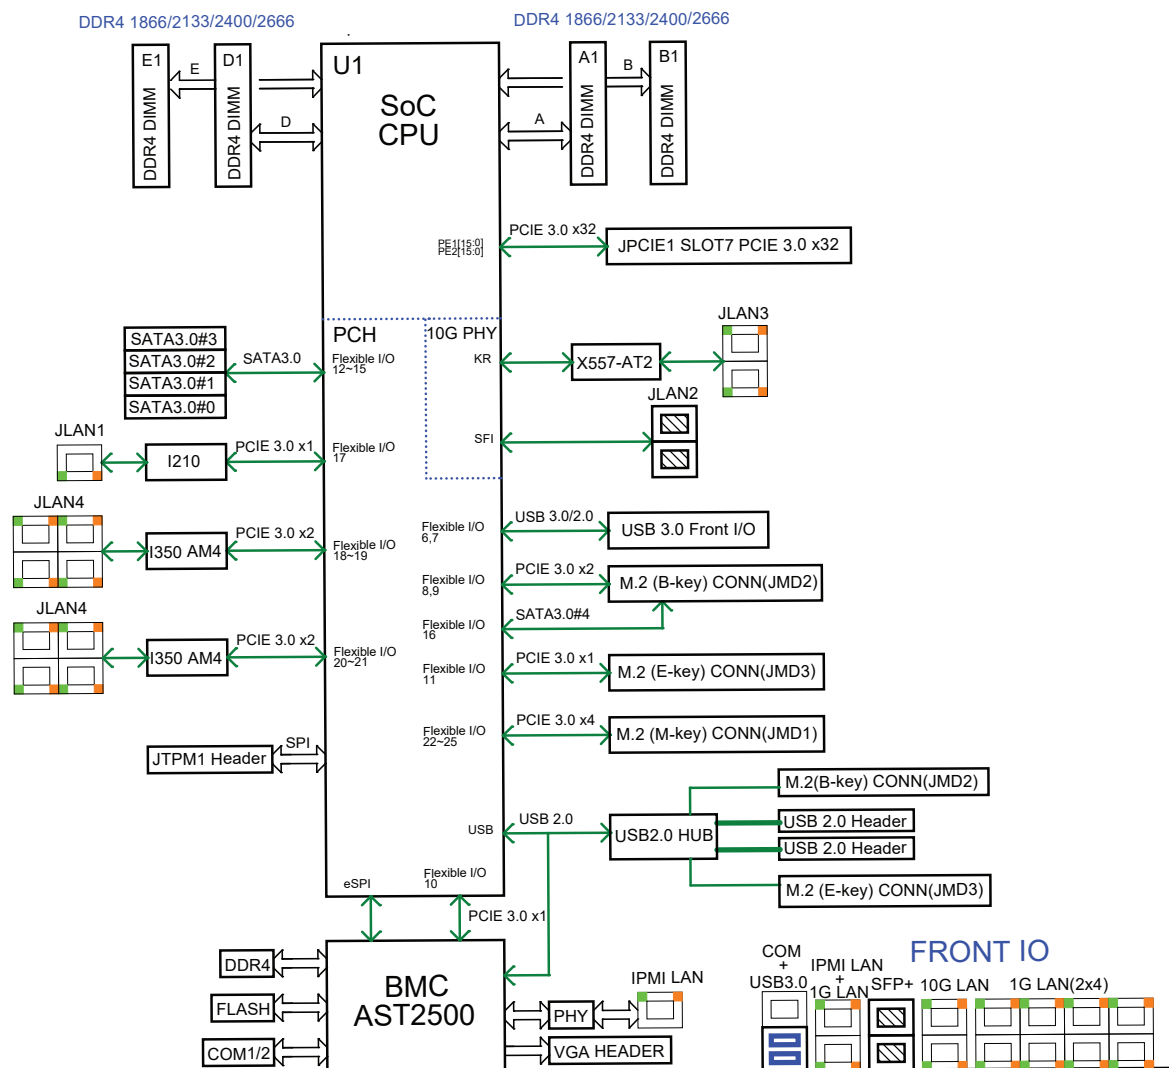 DDR4 1866/2133/2400/2666
DDR4 1866/2133/2400/2666
E1
DDR4 DIMM
E
D1
DDR4 DIMM
D
U1
SoC
CPU
A1
DDR4 DIMM
A
B
B1
DDR4 DIMM
PE1[15:0]
PE2[15:0]
PCIE 3.0 x32
JPCIE1 SLOT7 PCIE 3.0 x32
SATA3.0#3
SATA3.0#2
SATA3.0#1
SATA3.0#0
SATA3.0
PCH
Flexible I/O
12~15
10G PHY
KR
X557-AT2
JLAN3
JLAN2
SFI
JLAN1
I210
PCIE 3.0 x1
Flexible I/O
17
JLAN4
I350 AM4
PCIE 3.0 x2
Flexible I/O
18~19
JLAN4
I350 AM4
PCIE 3.0 x2
Flexible I/O
20~21
Flexible I/O
6,7
USB 3.0/2.0
USB 3.0 Front I/O
Flexible I/O
8,9
PCIE 3.0 x2
M.2 (B-key) CONN(JMD2)
Flexible I/O
16
SATA3.0#4
Flexible I/O
11
PCIE 3.0 x1
M.2 (E-key) CONN(JMD3)
Flexible I/O
22~25
PCIE 3.0 x4
M.2 (M-key) CONN(JMD1)
JTPM1 Header
SPI
USB
USB 2.0
USB2.0 HUB
M.2(B-key) CONN(JMD2)
USB 2.0 Header
USB 2.0 Header
M.2 (E-key) CONN(JMD3)
eSPI
Flexible I/O
10
PCIE 3.0 x1
DDR4
FLASH
COM1/2
BMC
AST2500
PHY
IPMI LAN
VGA HEADER
FRONT IO
COM
+
USB3.0
IPMI LAN
+
1G LAN
SFP+
10G LAN
1G LAN(2x4)